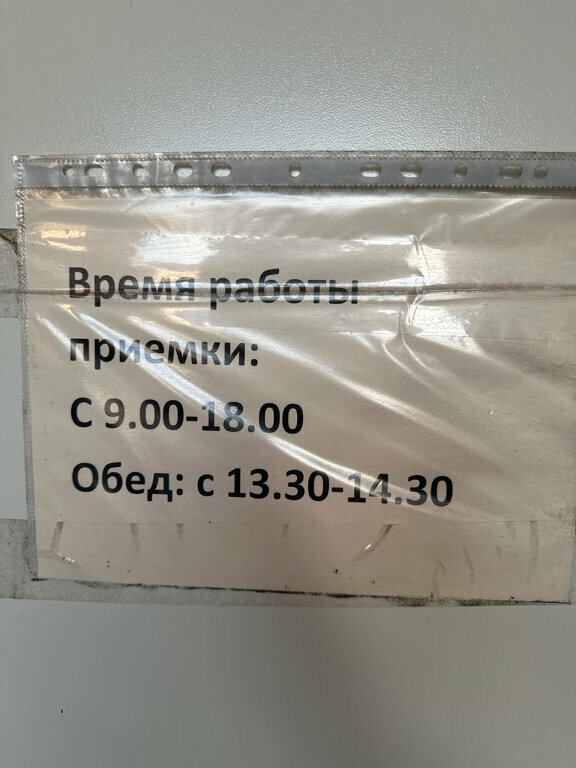 Время работы
приемки:
С 9.00-18.00
Обед: с 13.30-14.30